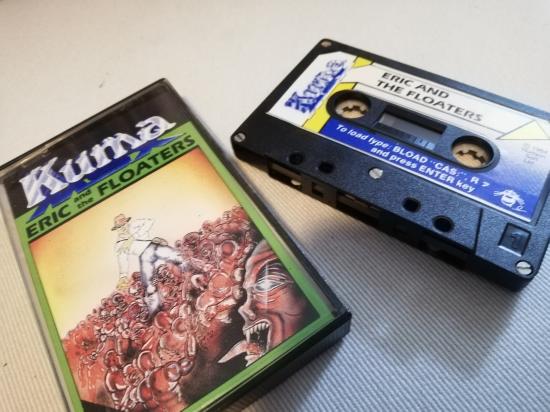 Kuma
ERIC and
the FLOATERS
Kuma
ERIC AND
THE FLOATERS
To load type: BLOAD "CAS:", R
and press ENTER key
1